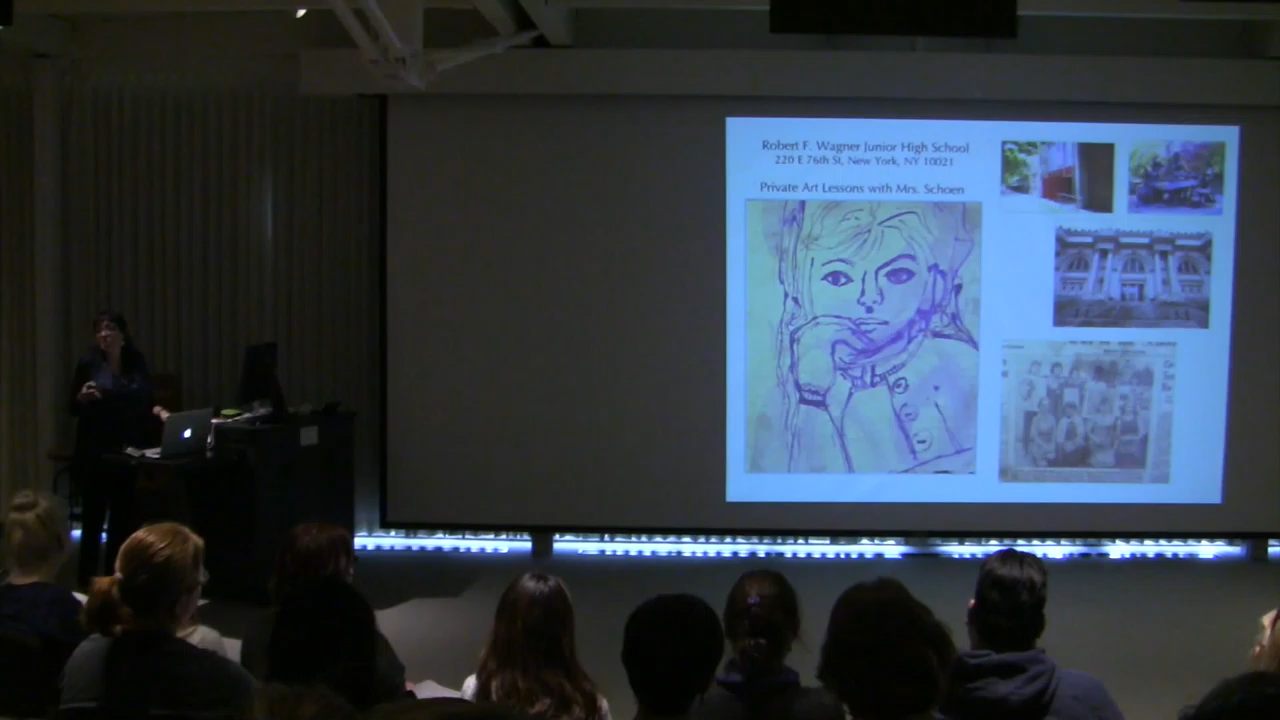 Robert F. Wagner Junior High School
220 E 76th St, New York, NY 10021
Private Art Lessons with Mrs. Schoen